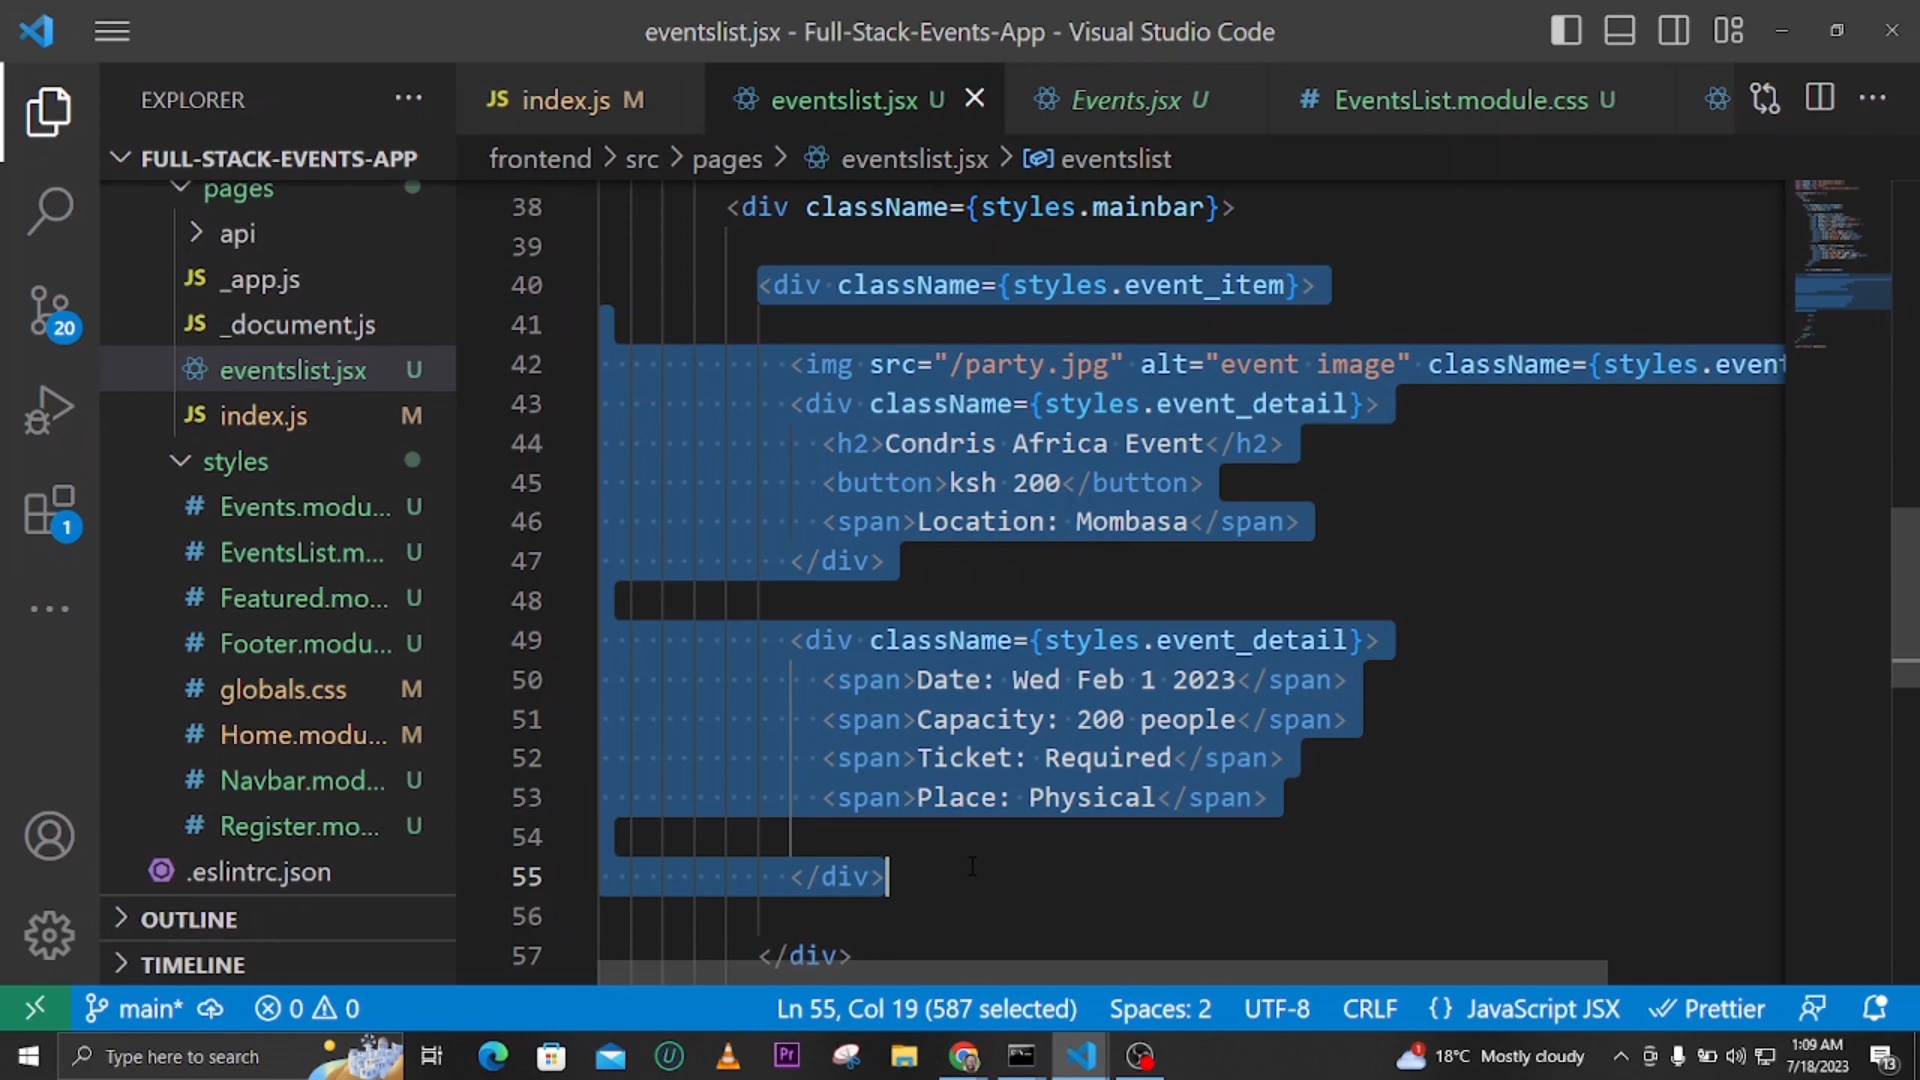 eventslist.jsx - Full-Stack-Events-App - Visual Studio Code
EXPLORER
JS index.js M
eventslist.jsx U
Events.jsx U
# EventsList.module.css U
FULL-STACK-EVENTS-APP
frontend > src > pages > eventslist.jsx > eventslist
pages
api
JS _app.js
JS _document.js
eventslist.jsx U
JS index.js M
styles
# Events.modu... U
# EventsList.m... U
# Featured.mo... U
# Footer.modu... U
# globals.css M
# Home.modu... M
# Navbar.mod... U
# Register.mo... U
.eslintrc.json
OUTLINE
TIMELINE
20
1
38 <div className={styles.mainbar}>
39
40 <div className={styles.event_item}>
41
42 <img src="/party.jpg" alt="event image" className={styles.event
43 <div className={styles.event_detail}>
44 <h2>Condris Africa Event</h2>
45 <button>ksh 200</button>
46 <span>Location: Mombasa</span>
47 </div>
48
49 <div className={styles.event_detail}>
50 <span>Date: Wed Feb 1 2023</span>
51 <span>Capacity: 200 people</span>
52 <span>Ticket: Required</span>
53 <span>Place: Physical</span>
54
55 </div>
56
57 </div>
main* 0 0 Ln 55, Col 19 (587 selected) Spaces: 2 UTF-8 CRLF {} JavaScript JSX Prettier
Type here to search
Pr
18°C Mostly cloudy
1:09 AM
7/18/2023
13